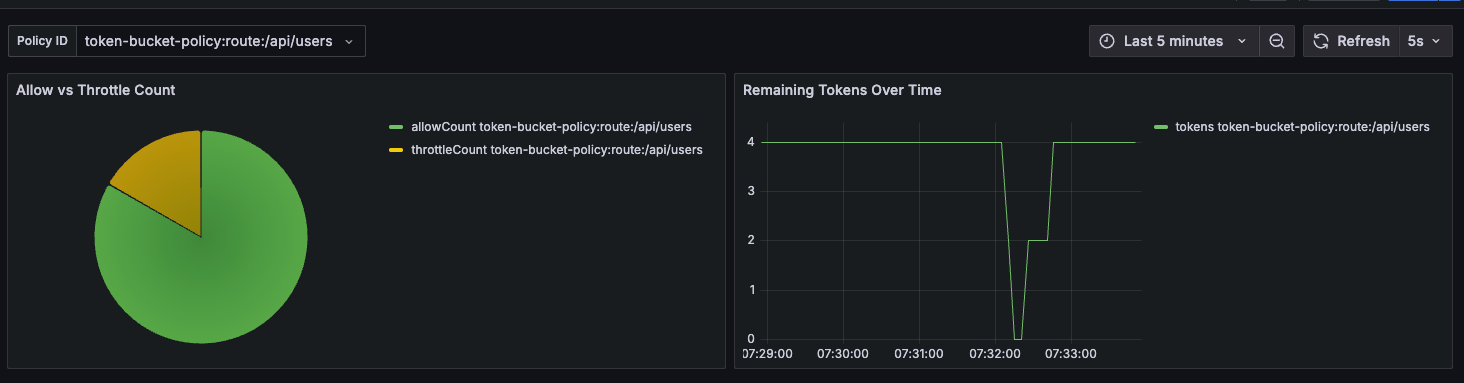 Policy ID token-bucket-policy:route:/api/users Last 5 minutes Refresh 5s
Allow vs Throttle Count
allowCount token-bucket-policy:route:/api/users
throttleCount token-bucket-policy:route:/api/users
Remaining Tokens Over Time
tokens token-bucket-policy:route:/api/users
4
3
2
1
0
07:29:00 07:30:00 07:31:00 07:32:00 07:33:00